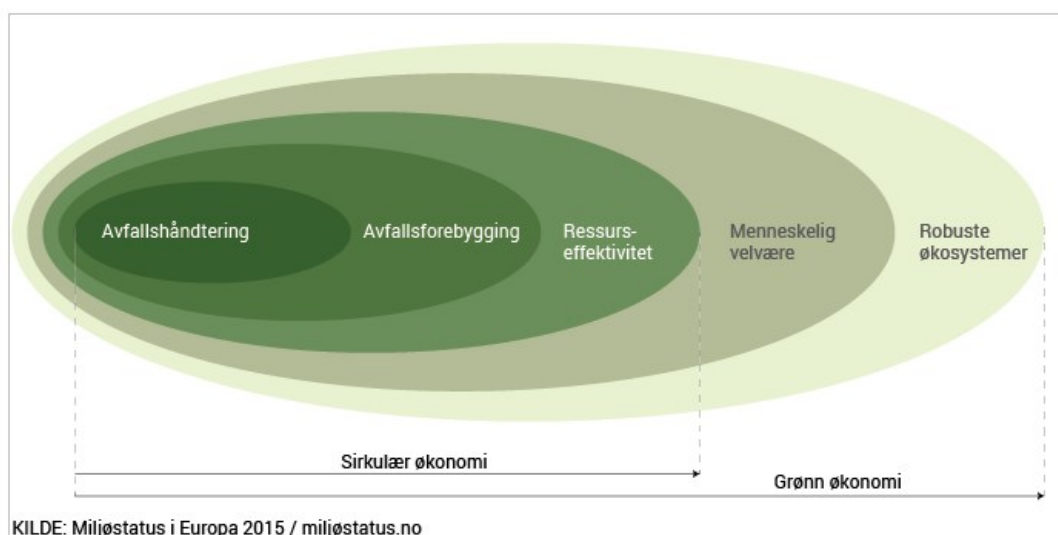 Avfallshåndtering
Avfallsforebygging
Ressurs-
effektivitet
Menneskelig
velvære
Robuste
økosystemer
Sirkulær økonomi
Grønn økonomi
KILDE: Miljøstatus i Europa 2015 / miljøstatus.no